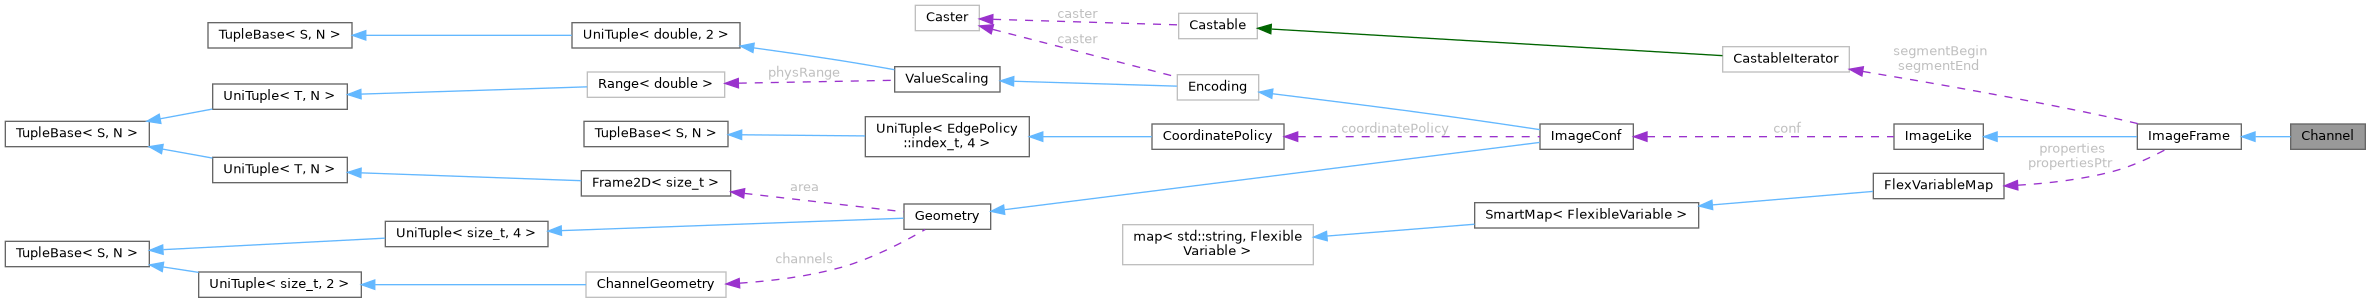 Caster
caster
Castable
TupleBase< S, N >
UniTuple< double, 2 >
caster
segmentBegin
segmentEnd
CastableIterator
physRange
ValueScaling
Range< double >
Encoding
UniTuple< T, N >
TupleBase< S, N >
TupleBase< S, N >
UniTuple< EdgePolicy
::index_t, 4 >
CoordinatePolicy
coordinatePolicy
ImageConf
conf
ImageLike
ImageFrame
Channel
UniTuple< T, N >
Frame2D< size_t >
area
properties
propertiesPtr
FlexVariableMap
Geometry
SmartMap< FlexibleVariable >
UniTuple< size_t, 4 >
map< std::string, Flexible
Variable >
TupleBase< S, N >
channels
UniTuple< size_t, 2 >
ChannelGeometry